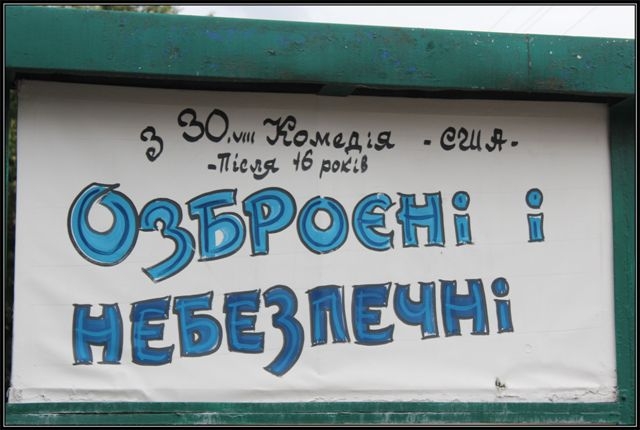 з 30.VIII Комедія - США -
- Після 16 років
Озброєні і
небезпечні